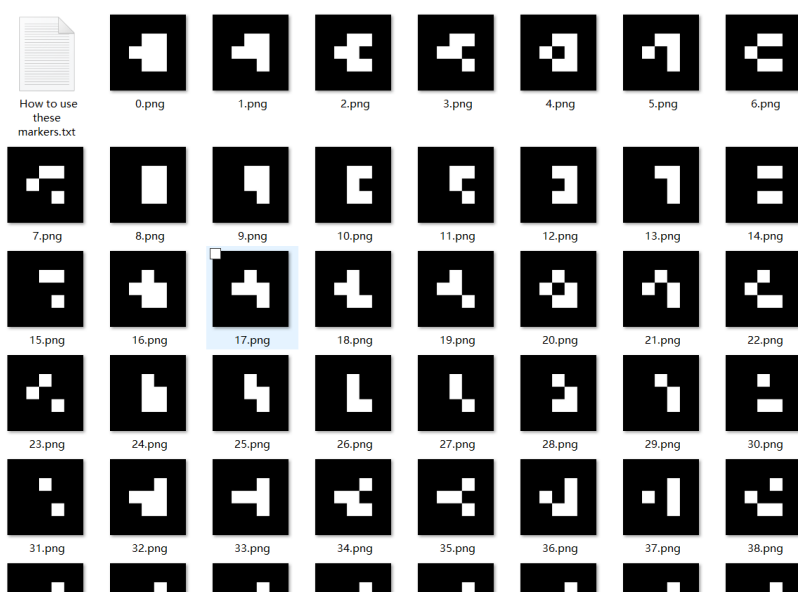 How to use
these
markers.txt
0.png
1.png
2.png
3.png
4.png
5.png
6.png
7.png
8.png
9.png
10.png
11.png
12.png
13.png
14.png
15.png
16.png
17.png
18.png
19.png
20.png
21.png
22.png
23.png
24.png
25.png
26.png
27.png
28.png
29.png
30.png
31.png
32.png
33.png
34.png
35.png
36.png
37.png
38.png